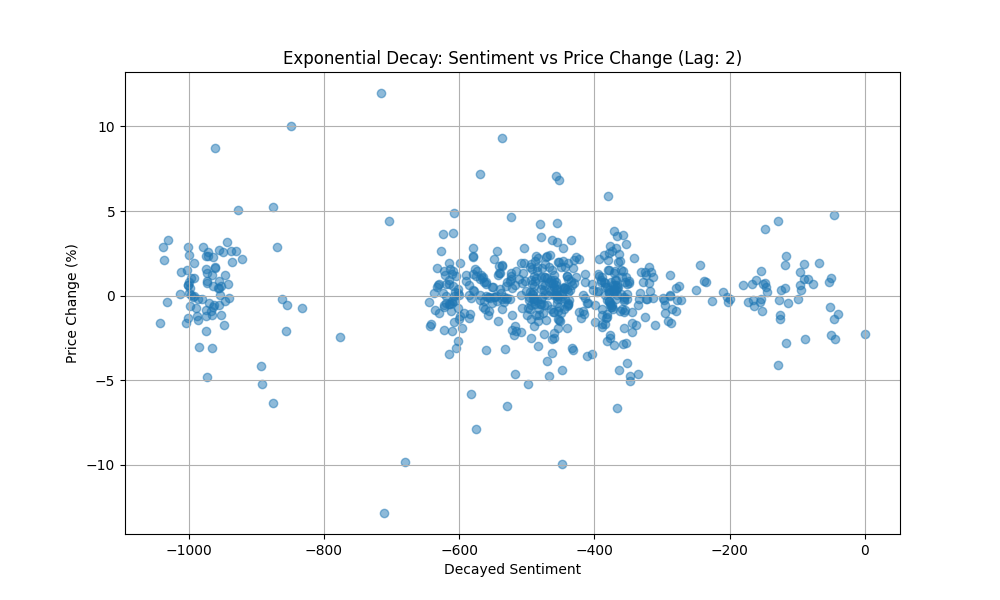 Exponential Decay: Sentiment vs Price Change (Lag: 2)
Price Change (%)
10
5
0
−5
−10
−1000 −800 −600 −400 −200 0
Decayed Sentiment